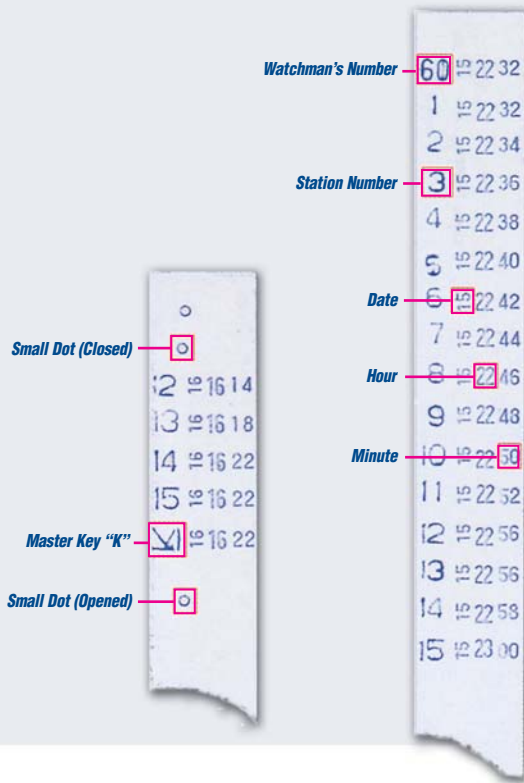 Watchman's Number
60 15 22 32
1 15 22 32
2 15 22 34
Station Number
3 15 22 36
4 15 22 38
5 15 22 40
Date
6 15 22 42
7 15 22 44
Hour
8 15 22 46
9 15 22 48
Minute
10 15 22 50
11 15 22 52
12 15 22 56
13 15 22 56
14 15 22 58
15 15 23 00
Small Dot (Closed)
12 16 16 14
13 16 16 18
14 16 16 22
15 16 16 22
Master Key “K”
K 16 16 22
Small Dot (Opened)